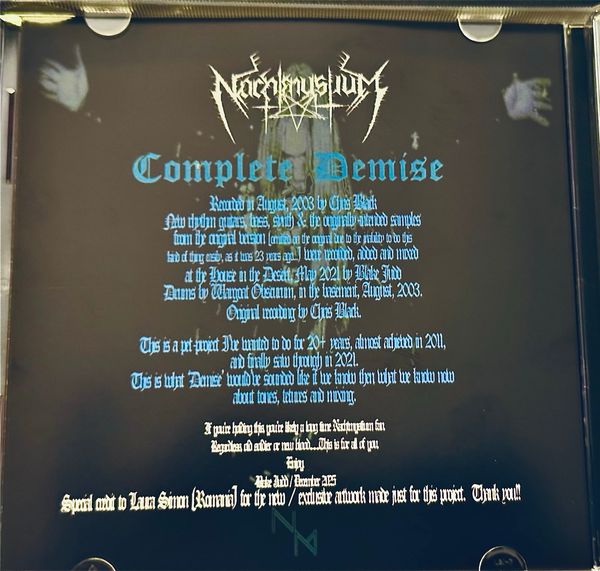 Nachtmystium
Complete Demise
Recorded in August, 2003 by Chris Black
New rhythm guitars, bass, synth & the originally-intended samples
from the original version (omitted on the original due to the inability to do this
kind of thing easily, as it was 23 years ago...) were recorded, added and mixed
at the House in the Desert, May 2021 by Blake Judd
Drums by Wargoat Obscurum, in the basement, August, 2003.
Original recording by Chris Black.
This is a pet-project I've wanted to do for 20+ years, almost achieved in 2011,
and finally saw through in 2021.
This is what 'Demise' would've sounded like if we knew then what we know now
about tones, textures and mixing.
If you're holding this you're likely a long time Nachtmystium fan
Regardless old soldier or new blood.....This is for all of you
Enjoy
Blake Judd / December 2025
Special credit to Laura Simon (Romania) for the new / exclusive artwork made just for this project. Thank you!!
NM